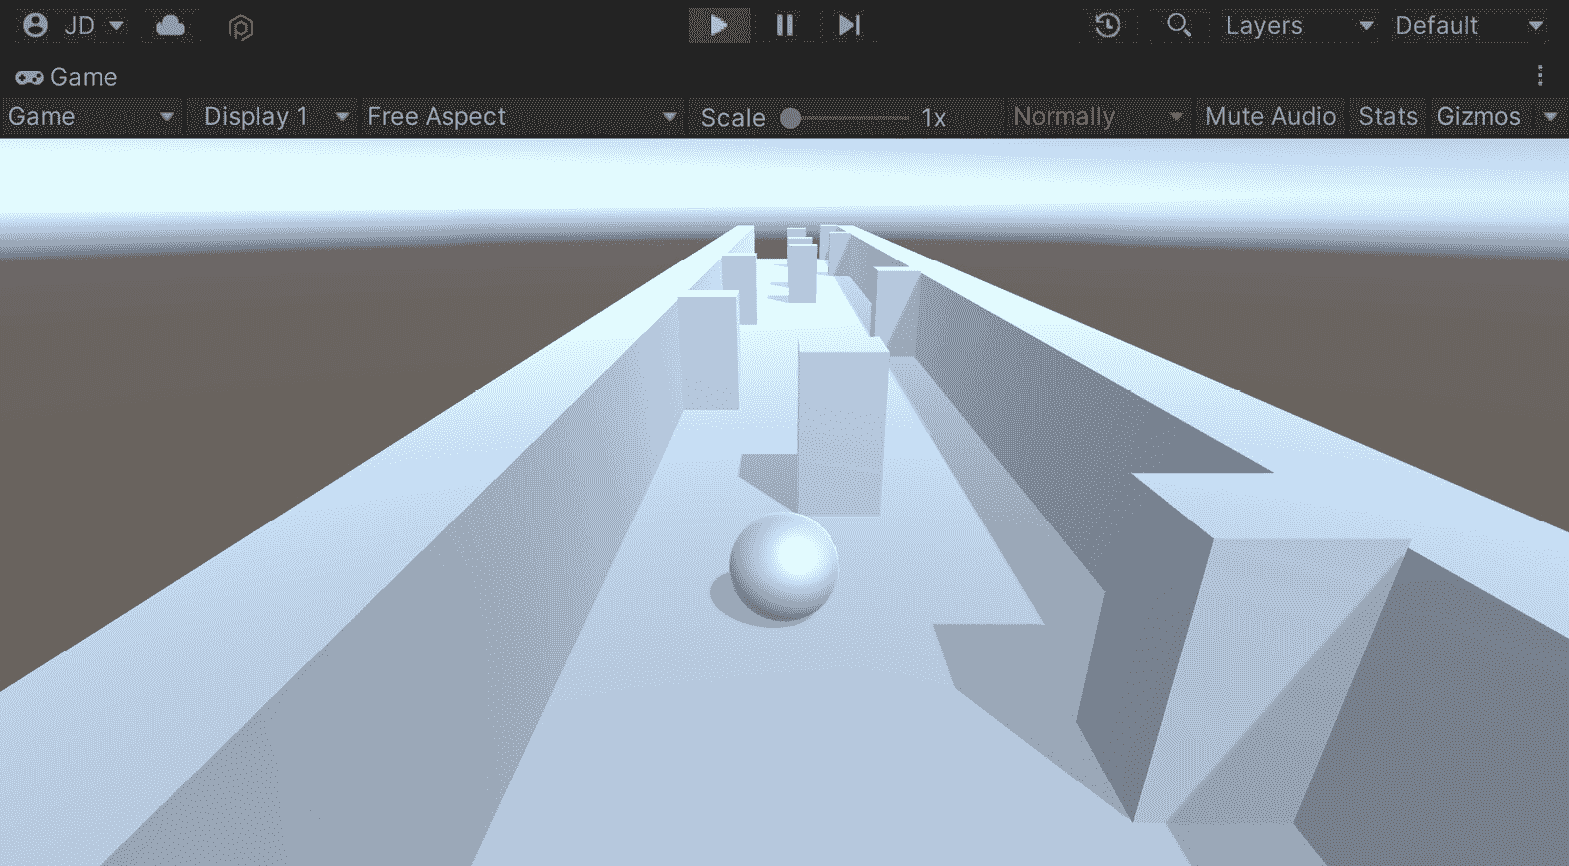 JD Layers Default
Game
Game Display 1 Free Aspect Scale 1x Normally Mute Audio Stats Gizmos